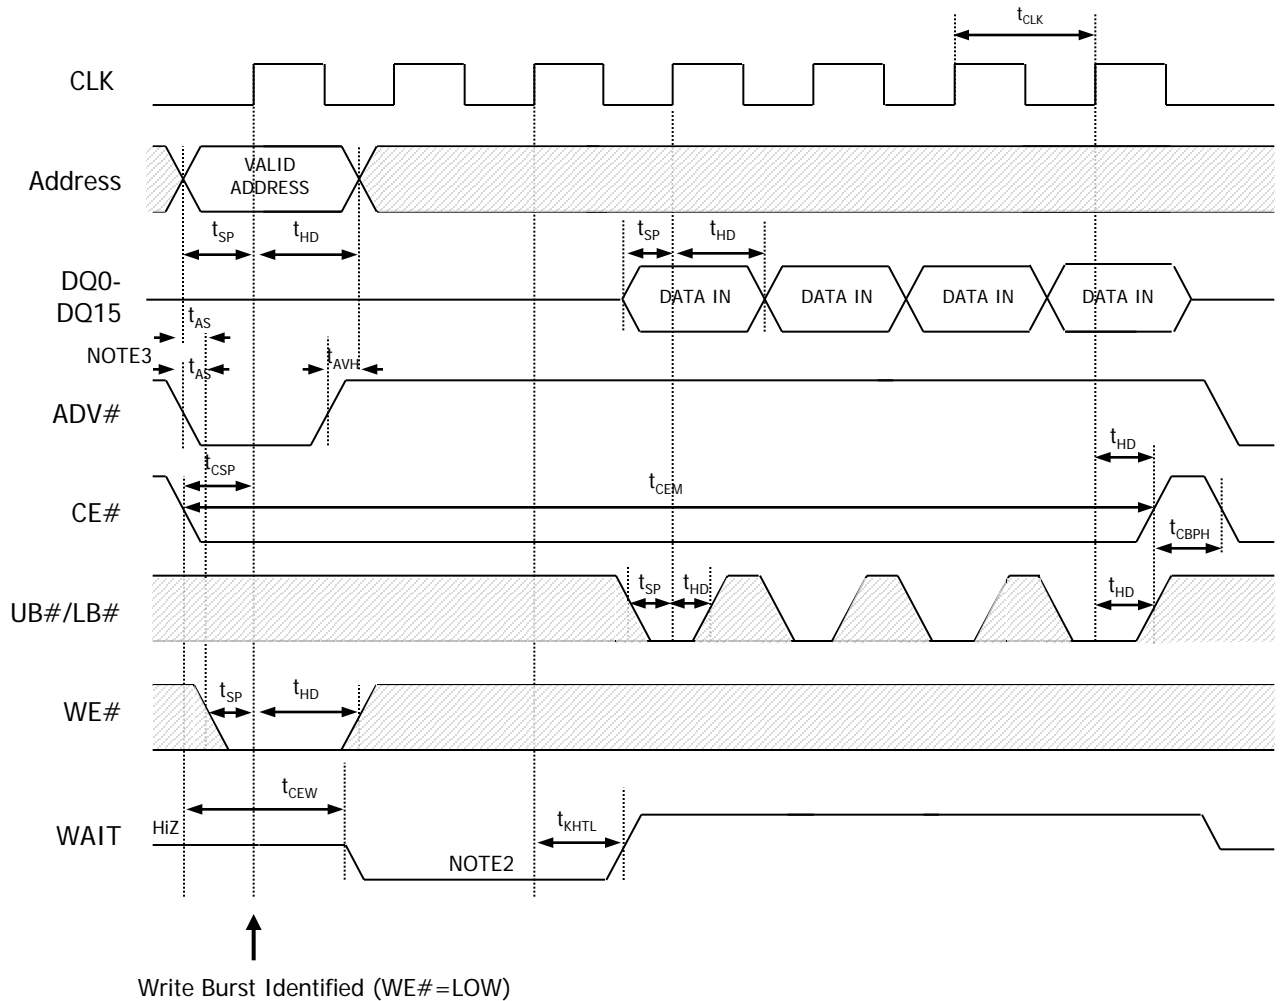 tCLK
CLK
VALID
ADDRESS
Address
tSP tHD tSP tHD
DQ0-
DQ15
DATA IN DATA IN DATA IN DATA IN
tAS
NOTE3
tAS tAVH
ADV#
tHD
tCSP
tCEM
CE#
tCBPH
tSP tHD tHD
UB#/LB#
tSP tHD
WE#
tCEW
HiZ
tKHTL
WAIT
NOTE2
Write Burst Identified (WE#=LOW)